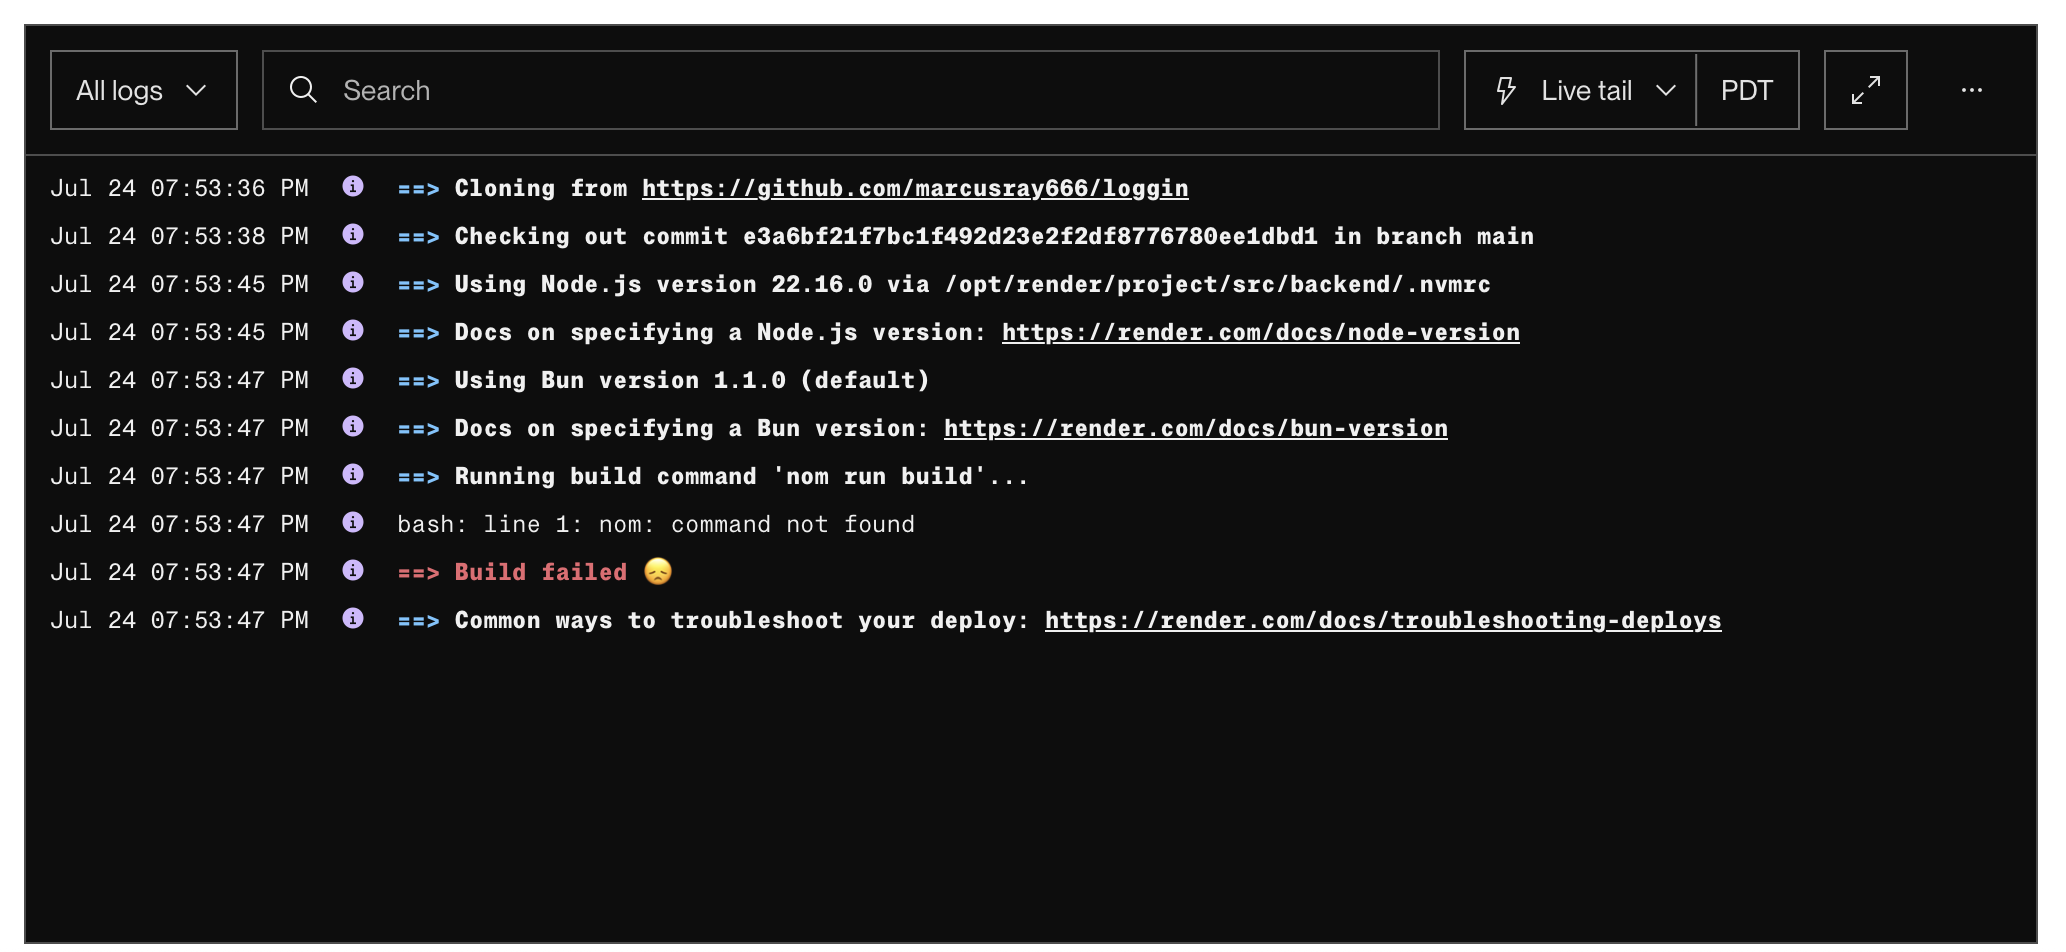 All logs
Search
Live tail
PDT
Jul 24 07:53:36 PM ==> Cloning from https://github.com/marcusray666/loggin
Jul 24 07:53:38 PM ==> Checking out commit e3a6bf21f7bc1f492d23e2f2df8776780ee1dbd1 in branch main
Jul 24 07:53:45 PM ==> Using Node.js version 22.16.0 via /opt/render/project/src/backend/.nvmrc
Jul 24 07:53:45 PM ==> Docs on specifying a Node.js version: https://render.com/docs/node-version
Jul 24 07:53:47 PM ==> Using Bun version 1.1.0 (default)
Jul 24 07:53:47 PM ==> Docs on specifying a Bun version: https://render.com/docs/bun-version
Jul 24 07:53:47 PM ==> Running build command 'nom run build'...
Jul 24 07:53:47 PM bash: line 1: nom: command not found
Jul 24 07:53:47 PM ==> Build failed 😞
Jul 24 07:53:47 PM ==> Common ways to troubleshoot your deploy: https://render.com/docs/troubleshooting-deploys